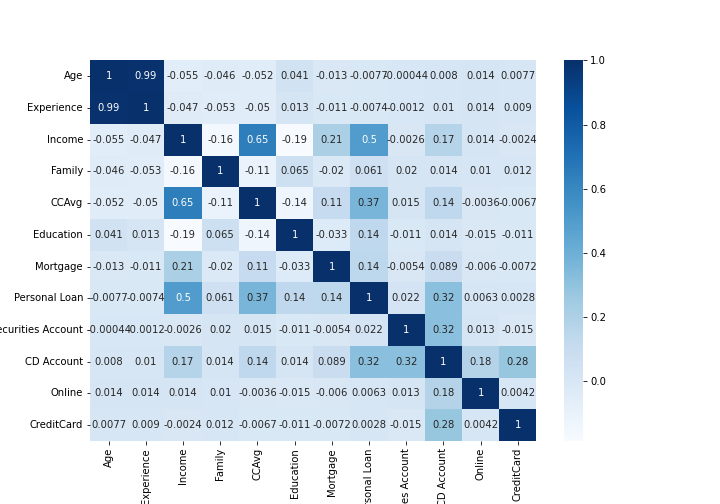 Age 1 0.99 -0.055 -0.046 -0.052 0.041 -0.013 -0.0077 -0.00044 0.008 0.014 0.0077
Experience 0.99 1 -0.047 -0.053 -0.05 0.013 -0.011 -0.0074 -0.0012 0.01 0.014 0.009
Income -0.055 -0.047 1 -0.16 0.65 -0.19 0.21 0.5 -0.0026 0.17 0.014 -0.0024
Family -0.046 -0.053 -0.16 1 -0.11 0.065 -0.02 0.061 0.02 0.014 0.01 0.012
CCAvg -0.052 -0.05 0.65 -0.11 1 -0.14 0.11 0.37 0.015 0.14 -0.0036 -0.0067
Education 0.041 0.013 -0.19 0.065 -0.14 1 -0.033 0.14 -0.011 0.014 -0.015 -0.011
Mortgage -0.013 -0.011 0.21 -0.02 0.11 -0.033 1 0.14 -0.0054 0.089 -0.006 -0.0072
Personal Loan -0.0077 -0.0074 0.5 0.061 0.37 0.14 0.14 1 0.022 0.32 0.0063 0.0028
ecurities Account -0.00044 -0.0012 -0.0026 0.02 0.015 -0.011 -0.0054 0.022 1 0.32 0.013 -0.015
CD Account 0.008 0.01 0.17 0.014 0.14 0.014 0.089 0.32 0.32 1 0.18 0.28
Online 0.014 0.014 0.014 0.01 -0.0036 -0.015 -0.006 0.0063 0.013 0.18 1 0.0042
CreditCard 0.0077 0.009 -0.0024 0.012 -0.0067 -0.011 -0.0072 0.0028 -0.015 0.28 0.0042 1
Age
Experience
Income
Family
CCAvg
Education
Mortgage
sonal Loan
es Account
CD Account
Online
CreditCard
1.0
0.8
0.6
0.4
0.2
0.0